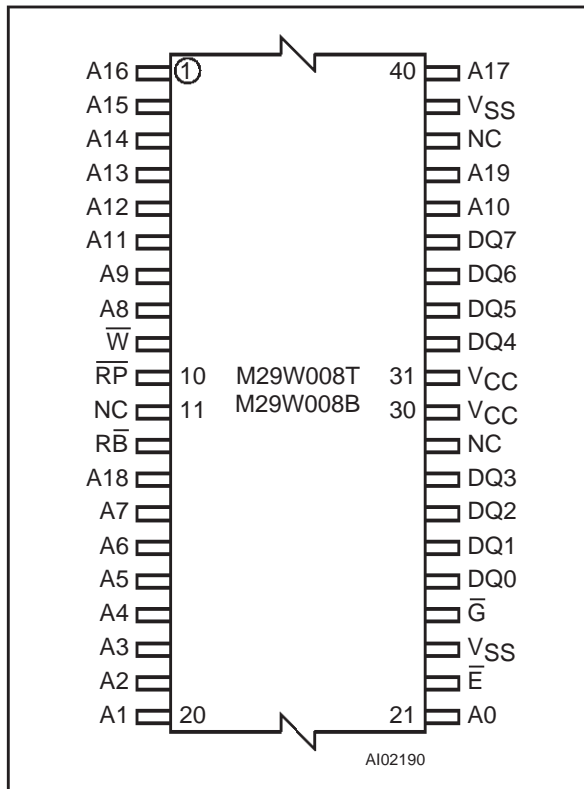 A16 1 40 A17
A15 VSS
A14 NC
A13 A19
A12 A10
A11 DQ7
A9 DQ6
A8 DQ5
W̅ DQ4
R̅P̅ 10 M29W008T 31 VCC
NC 11 M29W008B 30 VCC
RB̅ NC
A18 DQ3
A7 DQ2
A6 DQ1
A5 DQ0
A4 G̅
A3 VSS
A2 E̅
A1 20 21 A0
AI02190